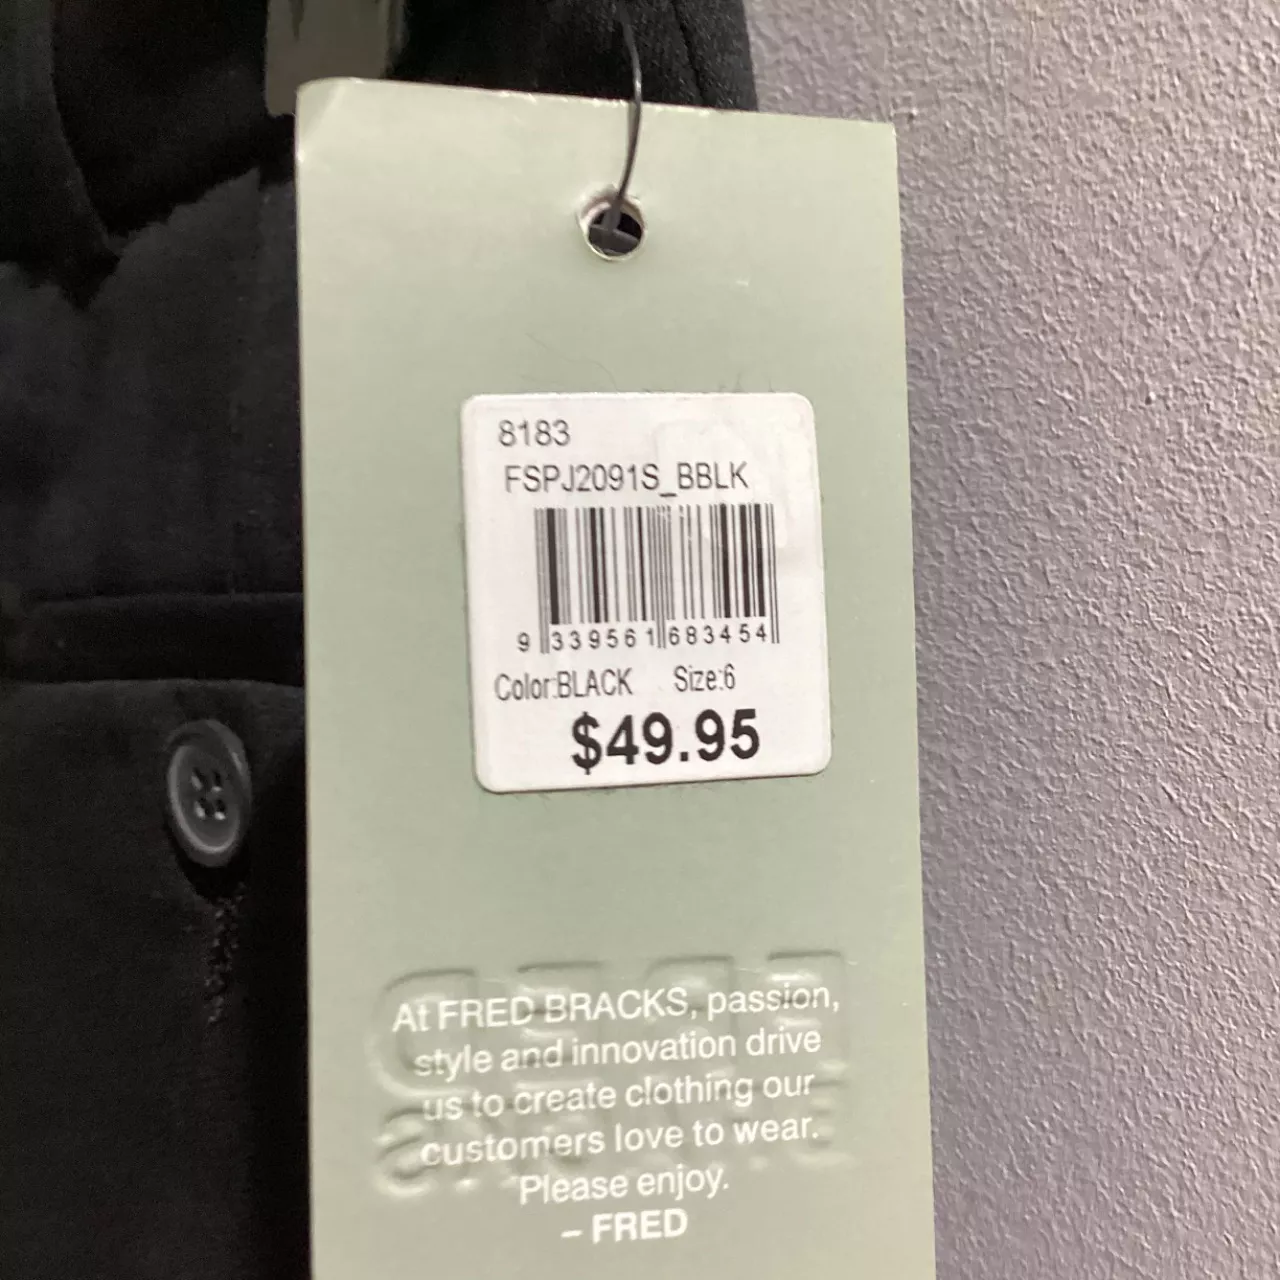 8183
FSPJ2091S_BBLK
9 339561 683454
Color:BLACK Size:6
$49.95
At FRED BRACKS, passion,
style and innovation drive
us to create clothing our
customers love to wear.
Please enjoy.
– FRED